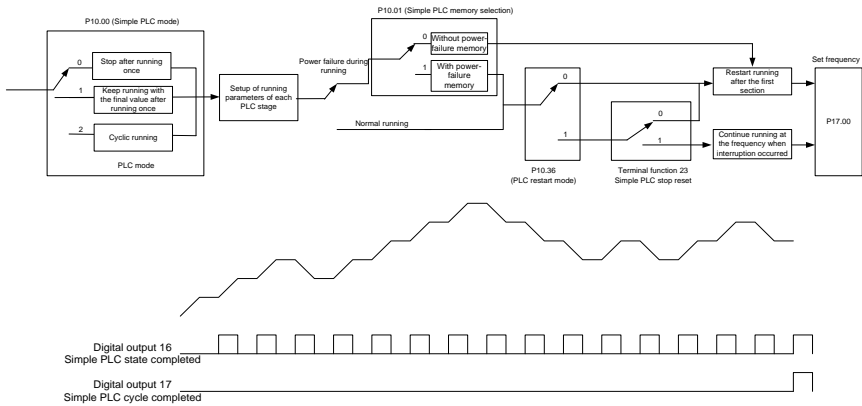 P10.00 (Simple PLC mode)
0
Stop after running
once
1
Keep running with
the final value after
running once
2
Cyclic running
PLC mode
Setup of running
parameters of each
PLC stage
Power failure during
running
P10.01 (Simple PLC memory selection)
0
Without power-
failure memory
1
With power-
failure memory
Normal running
0
1
P10.36
(PLC restart mode)
0
1
Terminal function 23
Simple PLC stop reset
Restart running
after the first
section
Continue running at
the frequency when
interruption occurred
Set frequency
P17.00
Digital output 16
Simple PLC state completed
Digital output 17
Simple PLC cycle completed